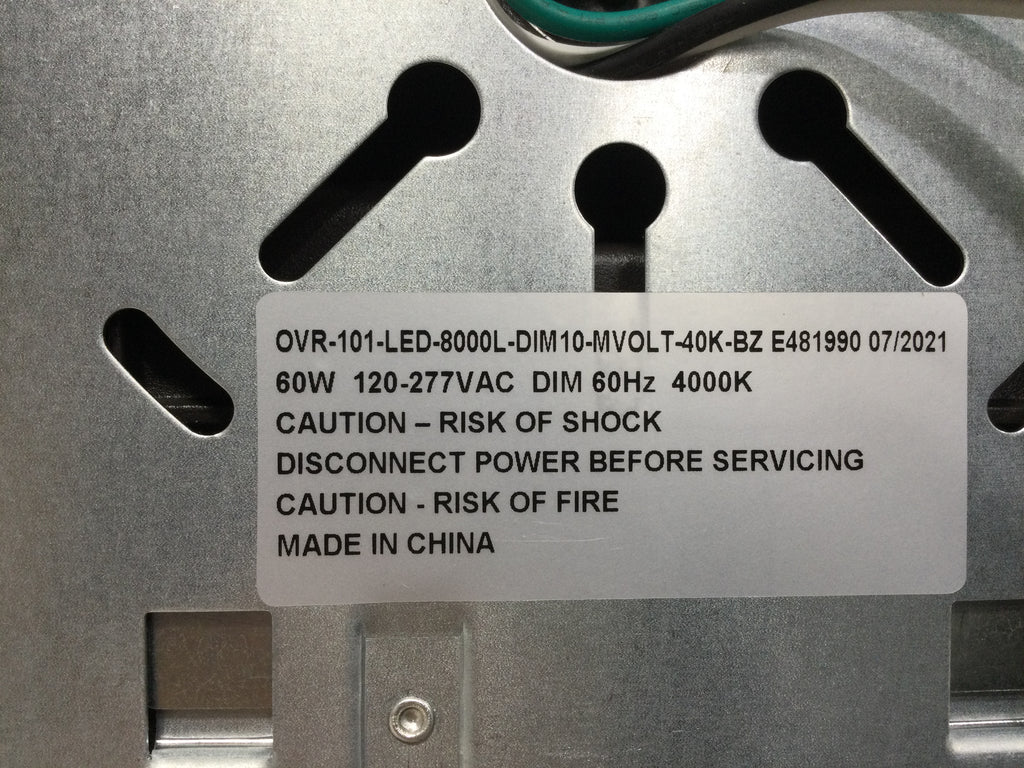 OVR-101-LED-8000L-DIM10-MVOLT-40K-BZ E481990 07/2021
60W 120-277VAC DIM 60Hz 4000K
CAUTION – RISK OF SHOCK
DISCONNECT POWER BEFORE SERVICING
CAUTION - RISK OF FIRE
MADE IN CHINA